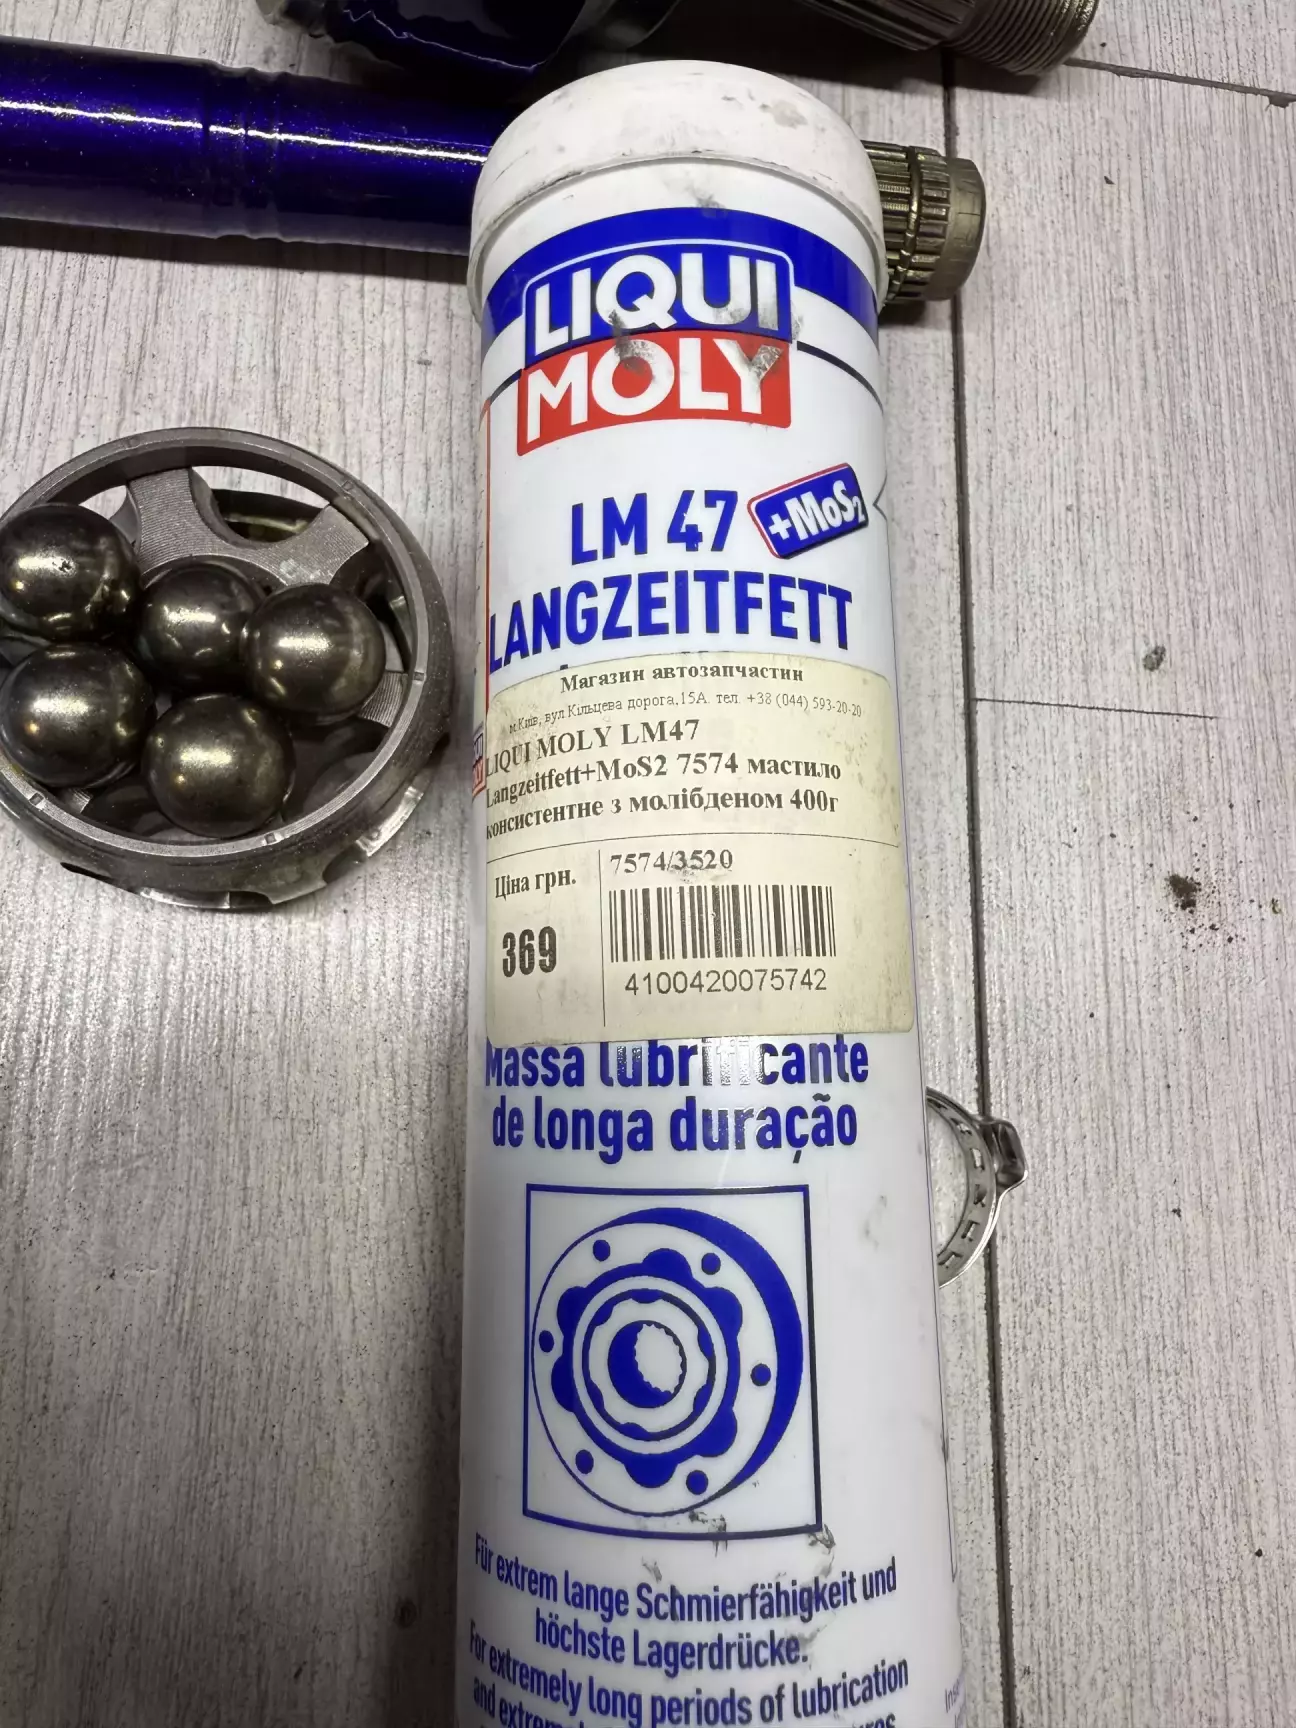 LIQUI
MOLY
LM 47 +MoS2
LANGZEITFETT
Магазин автозапчастин
м.Київ, вул Кільцева дорога,15А. тел. +38 (044) 593-20-20
LIQUI MOLY LM47
Langzeitfett+MoS2 7574 мастило
консистентне з молібденом 400г
Ціна грн.
369
7574/3520
4100420075742
Massa lubrificante
de longa duração
Für extrem lange Schmierfähigkeit und
höchste Lagerdrücke.
For extremely long periods of lubrication
and